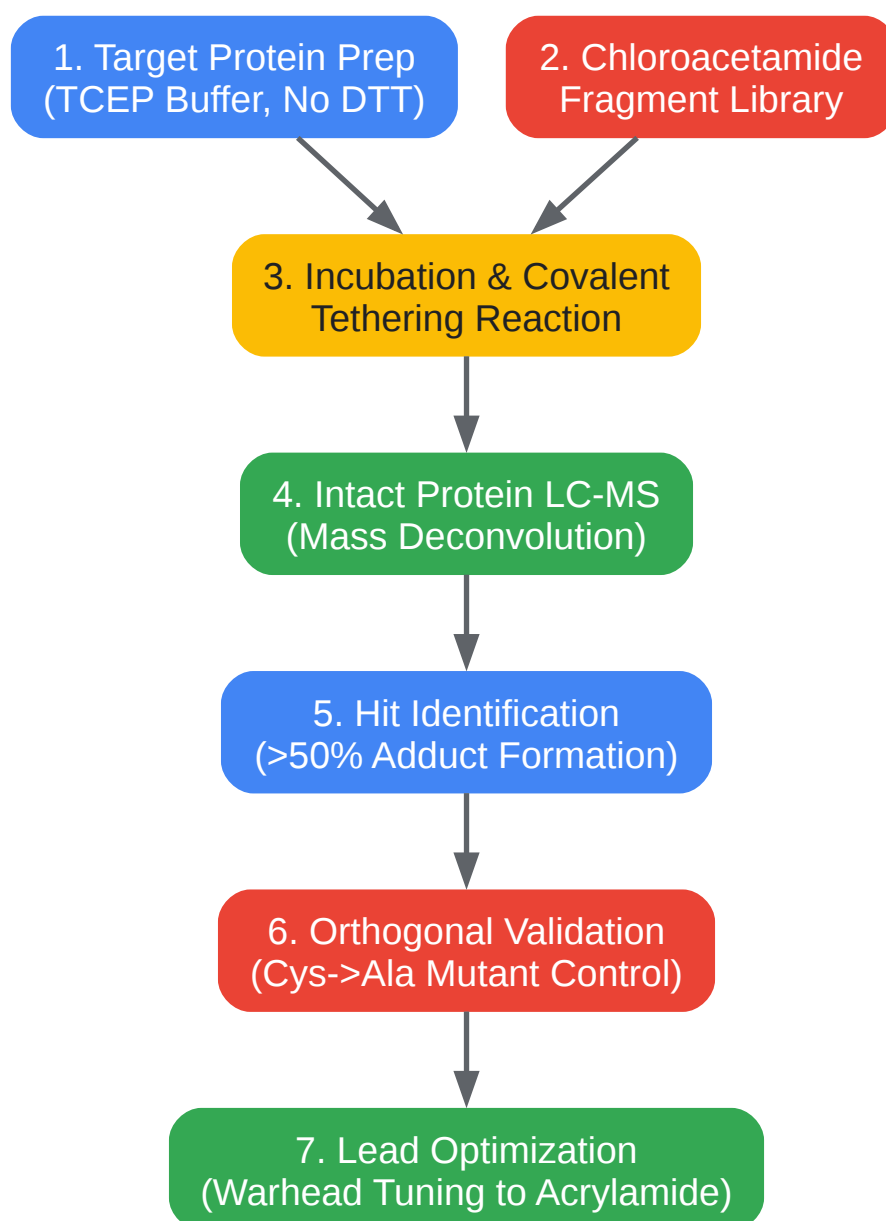 1. Target Protein Prep
(TCEP Buffer, No DTT)
2. Chloroacetamide
Fragment Library
3. Incubation & Covalent
Tethering Reaction
4. Intact Protein LC-MS
(Mass Deconvolution)
5. Hit Identification
(>50% Adduct Formation)
6. Orthogonal Validation
(Cys->Ala Mutant Control)
7. Lead Optimization
(Warhead Tuning to Acrylamide)